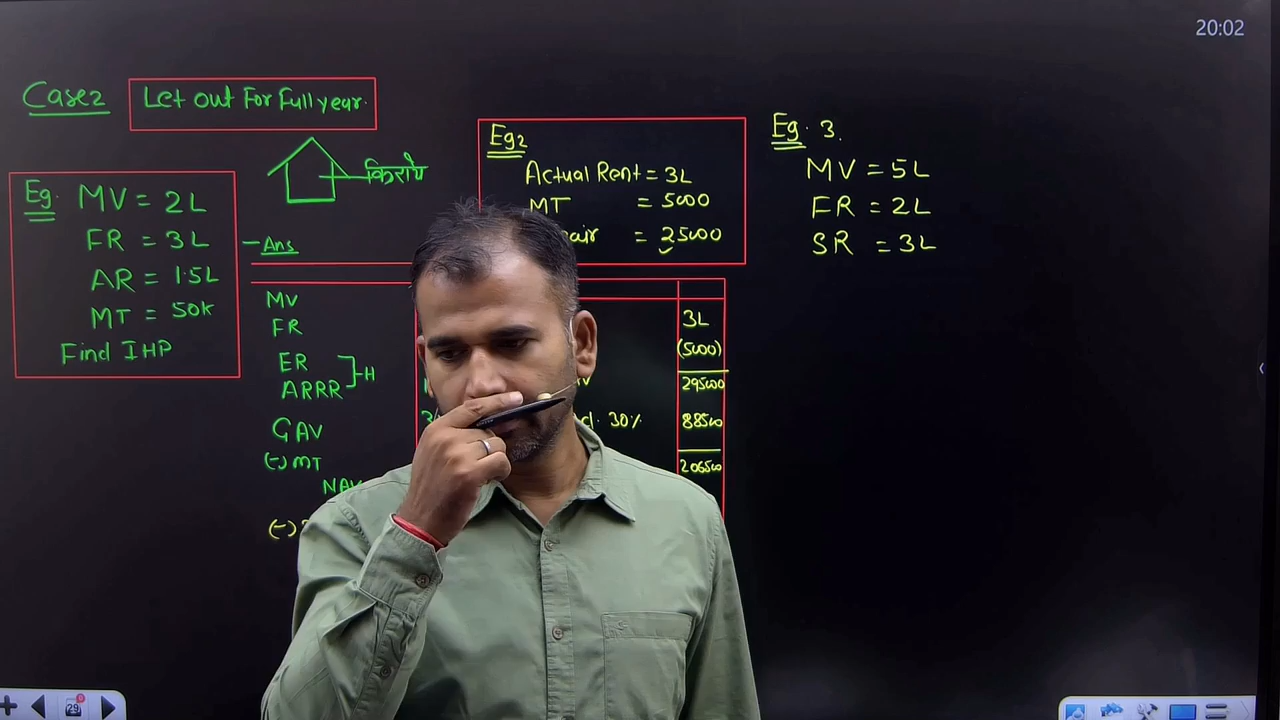 20:02
Case2 Let out For Full year.
किराये
Eg. MV = 2L
FR = 3L
AR = 1.5L
MT = 50k
Find IHP
- Ans
MV
FR
ER
ARRR ]-H
GAV
(-) MT
NAV
(-)
Eg2
Actual Rent = 3L
MT = 5000
= 25000
3L
(5000)
295000
30% 88500
206500
Eg. 3.
MV = 5L
FR = 2L
SR = 3L
29